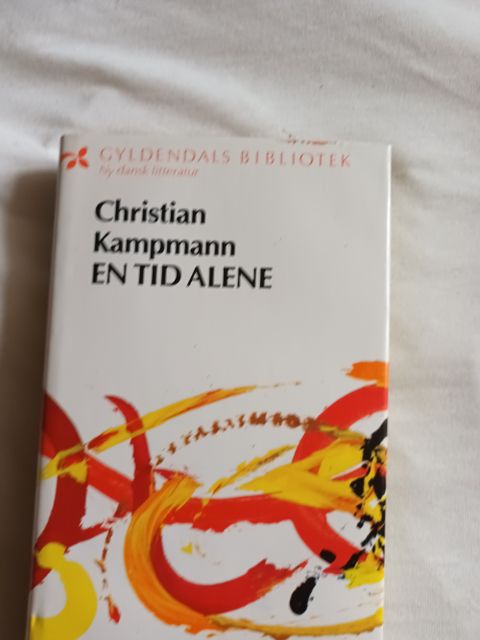 GYLDENDALS BIBLIOTEK
Ny dansk litteratur
Christian
Kampmann
EN TID ALENE